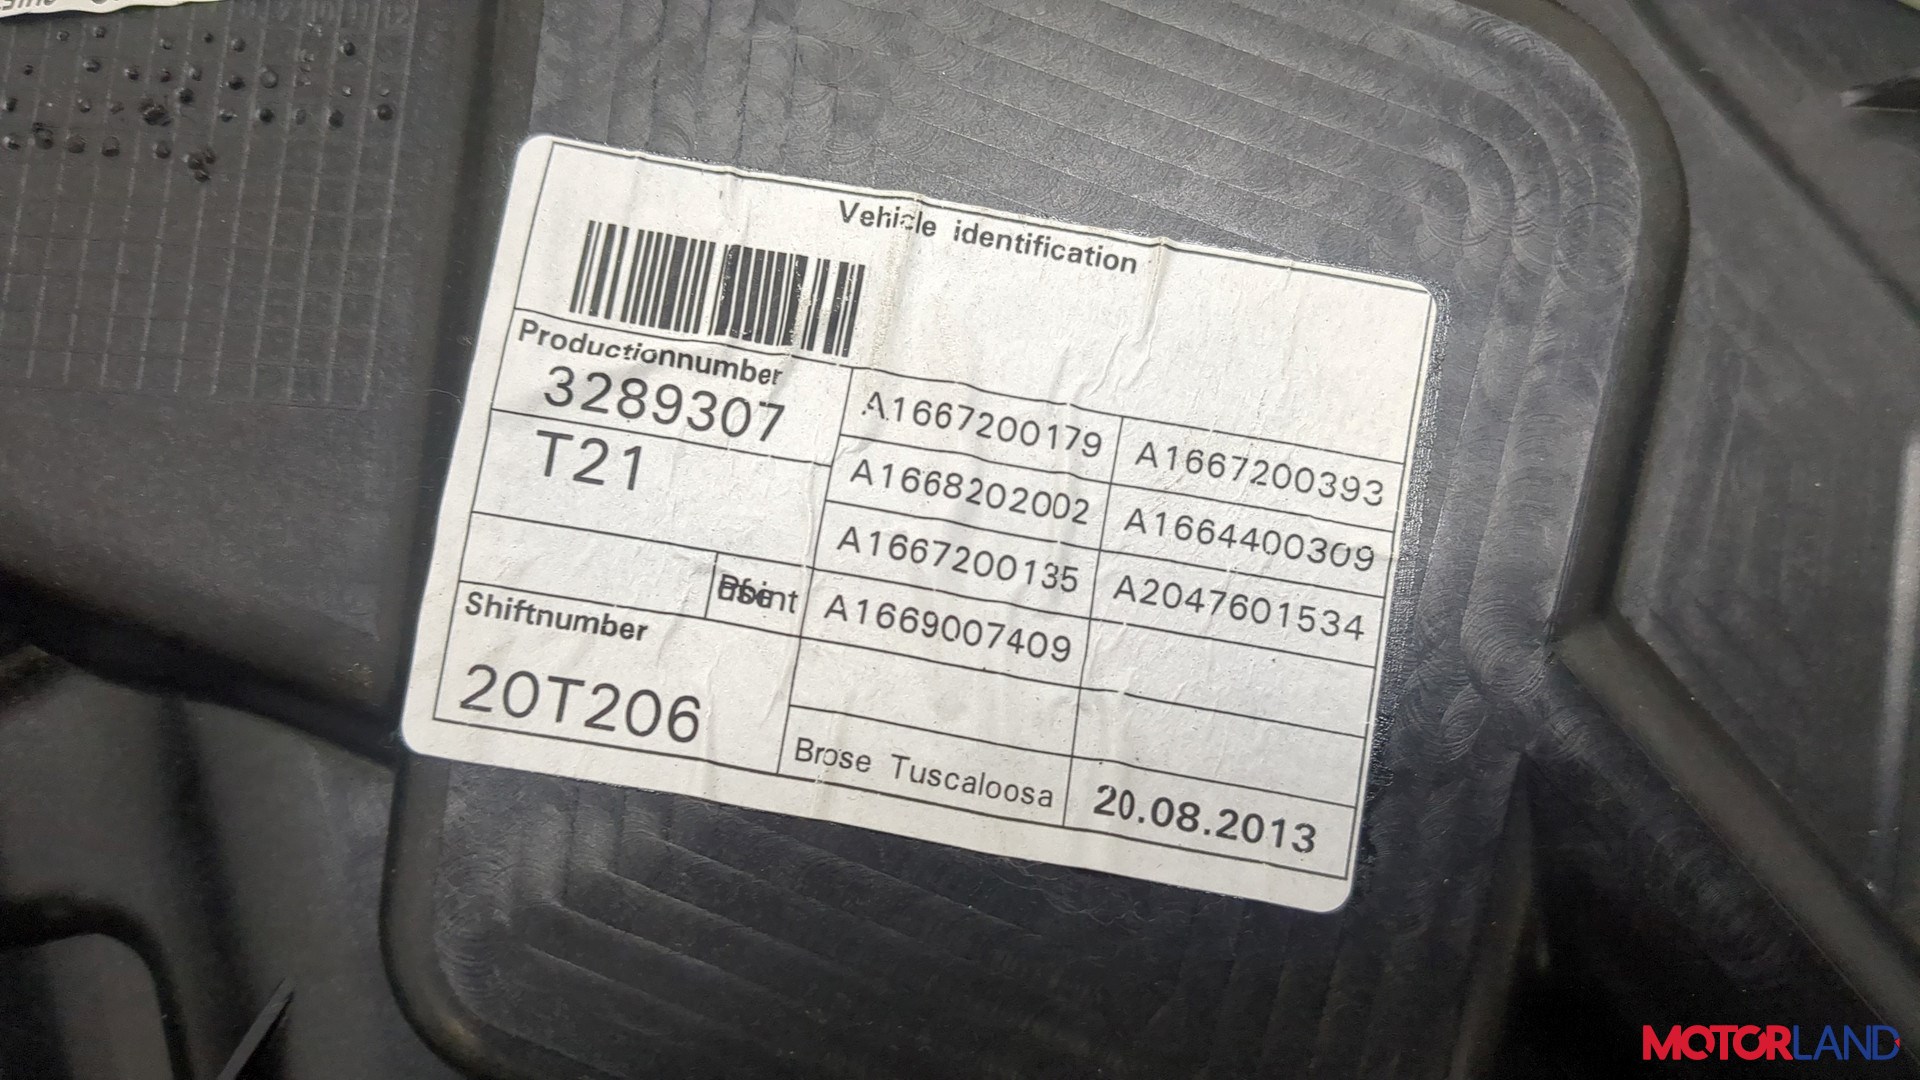 Vehicle identification
Productionnumber
3289307
T21
A1667200179 A1667200393
A1668202002 A1664400309
A1667200135 A2047601534
A1669007409
Shiftnumber
20T206
Brose Tuscaloosa
20.08.2013
MOTORLAND